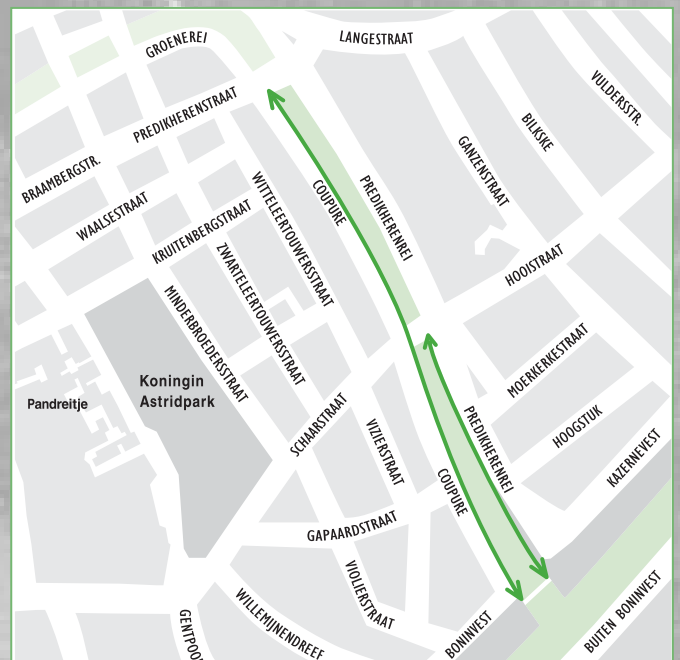 GROENEREI
LANGESTRAAT
VULDERSSTR.
PREDIKHERENSTRAAT
BILKSKE
BRAAMBERGSTR.
GANZENSTRAAT
WAALSESTRAAT
WITTELEERTOUWERSSTRAAT
COUPURE
PREDIKHERENREI
KRUITENBERGSTRAAT
HOOISTRAAT
ZWARTELEERTOUWERSSTRAAT
MINDERBROEDERSSTRAAT
MOERKERKESTRAAT
Koningin
Astridpark
Pandreitje
SCHAARSTRAAT
VIZIERSTRAAT
PREDIKHERENREI
HOOGSTUK
KAZERNEVEST
COUPURE
GAPAARDSTRAAT
VIOLIERSTRAAT
WILLEMIJNENDREEF
BONINVEST
BUITEN BONINVEST
GENTPOO